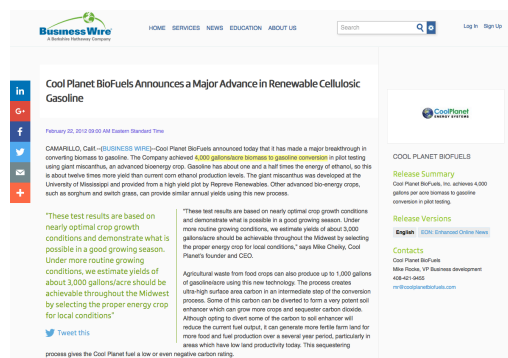 Business Wire
A Berkshire Hathaway Company
HOME SERVICES NEWS EDUCATION ABOUT US
Search
Log In Sign Up
Cool Planet BioFuels Announces a Major Advance in Renewable Cellulosic
Gasoline
February 22, 2012 09:00 AM Eastern Standard Time
CAMARILLO, Calif.--(BUSINESS WIRE)--Cool Planet BioFuels announced today that it has made a major breakthrough in
converting biomass to gasoline. The Company achieved 4,000 gallons/acre biomass to gasoline conversion in pilot testing
using giant miscanthus, an advanced bioenergy crop. Gasoline has about one and a half times the energy of ethanol, so this
is about twelve times more yield than current corn ethanol production levels. The giant miscanthus was developed at the
University of Mississippi and provided from a high yield plot by Repreve Renewables. Other advanced bio-energy crops,
such as sorghum and switch grass, can provide similar annual yields using this new process.
"These test results are based on
nearly optimal crop growth
conditions and demonstrate what is
possible in a good growing season.
Under more routine growing
conditions, we estimate yields of
about 3,000 gallons/acre should be
achievable throughout the Midwest
by selecting the proper energy crop
for local conditions"
Tweet this
"These test results are based on nearly optimal crop growth conditions
and demonstrate what is possible in a good growing season. Under
more routine growing conditions, we estimate yields of about 3,000
gallons/acre should be achievable throughout the Midwest by selecting
the proper energy crop for local conditions," says Mike Cheiky, Cool
Planet's founder and CEO.
Agricultural waste from food crops can also produce up to 1,000 gallons
of gasoline/acre using this new technology. The process creates
ultra-high surface area carbon in an intermediate step of the conversion
process. Some of this carbon can be diverted to form a very potent soil
enhancer which can grow more crops and sequester carbon dioxide.
Although opting to divert some of the carbon to soil enhancer will
reduce the current fuel output, it can generate more fertile farm land for
more food and fuel production over a several year period, particularly in
areas which have low land productivity today. This sequestering
process gives the Cool Planet fuel a low or even negative carbon rating.
in
G+
f
CoolPlanet
ENERGY SYSTEMS
COOL PLANET BIOFUELS
Release Summary
Cool Planet BioFuels, Inc. achieves 4,000
gallons per acre biomass to gasoline
conversion in pilot testing.
Release Versions
English EON: Enhanced Online News
Contacts
Cool Planet BioFuels
Mike Rocke, VP Business development
408-421-9455
mr@coolplanetbiofuels.com